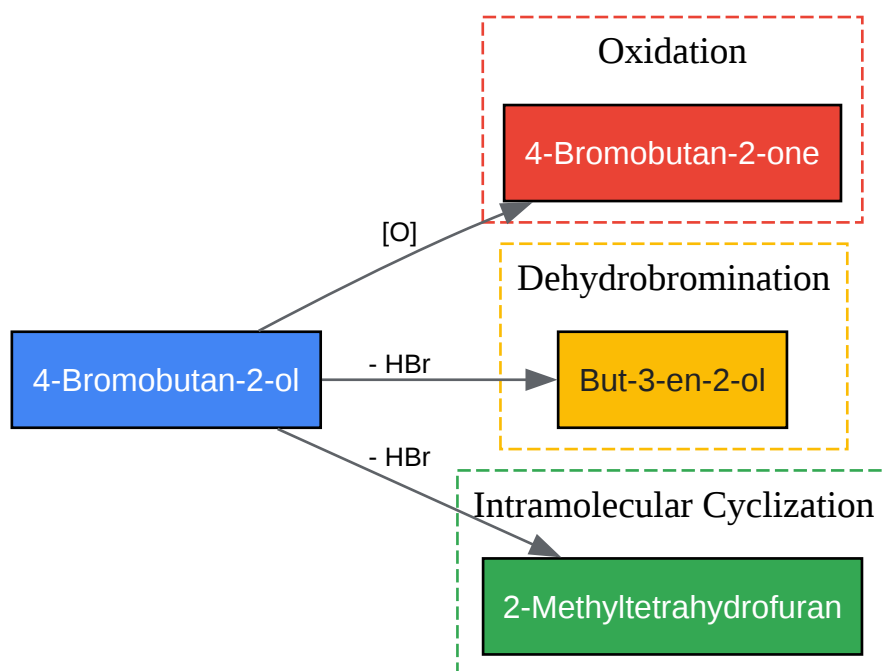 Oxidation
4-Bromobutan-2-one
[O]
Dehydrobromination
4-Bromobutan-2-ol
- HBr
But-3-en-2-ol
- HBr
Intramolecular Cyclization
2-Methyltetrahydrofuran